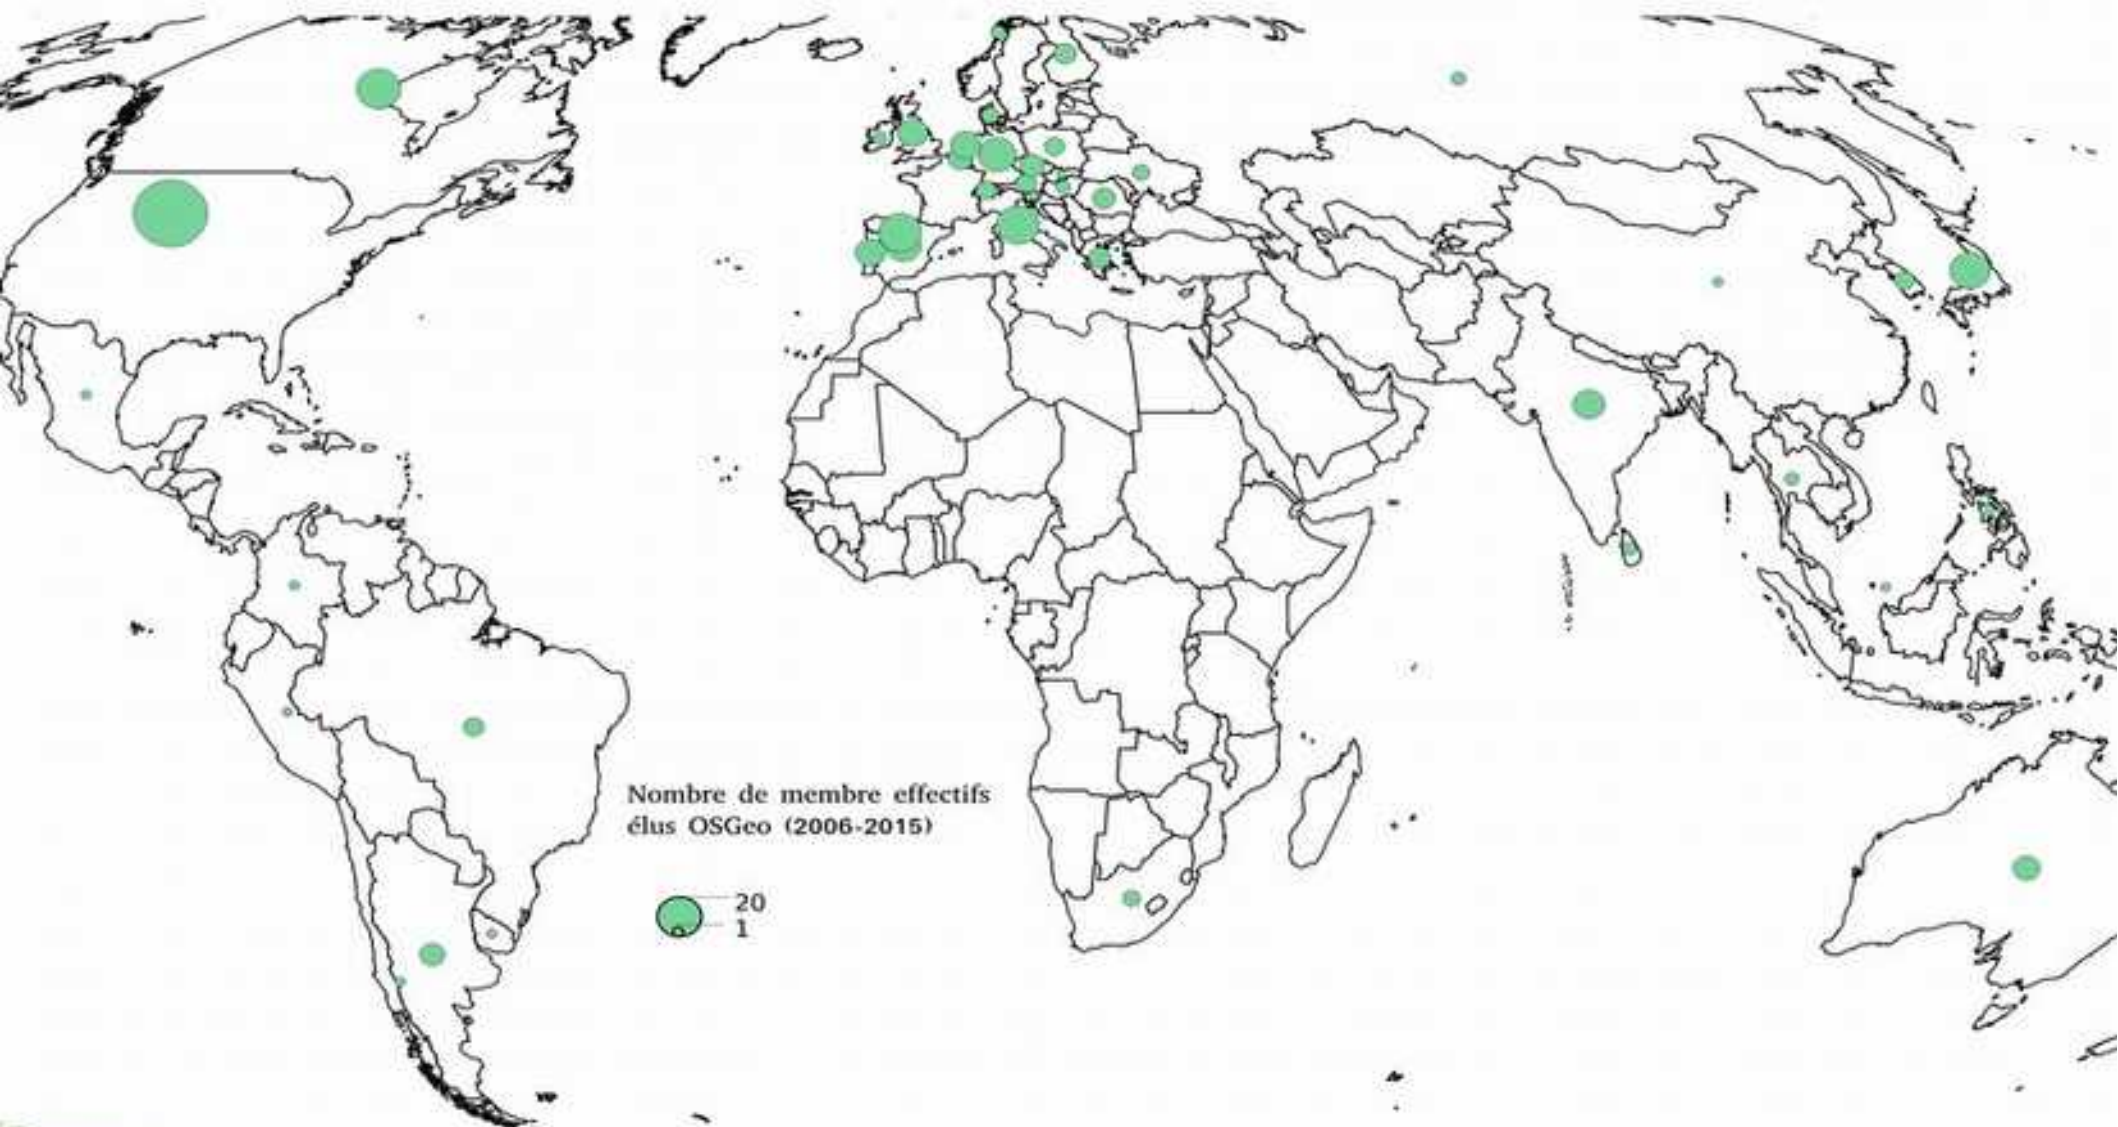 Nombre de membre effectifs
élus OSGeo (2006-2015)
20
1